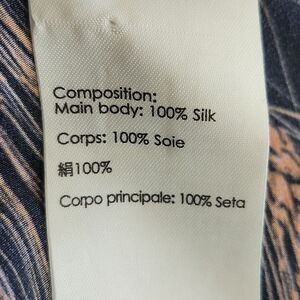 Composition:
Main body: 100% Silk
Corps: 100% Soie
絹100%
Corpo principale: 100% Seta